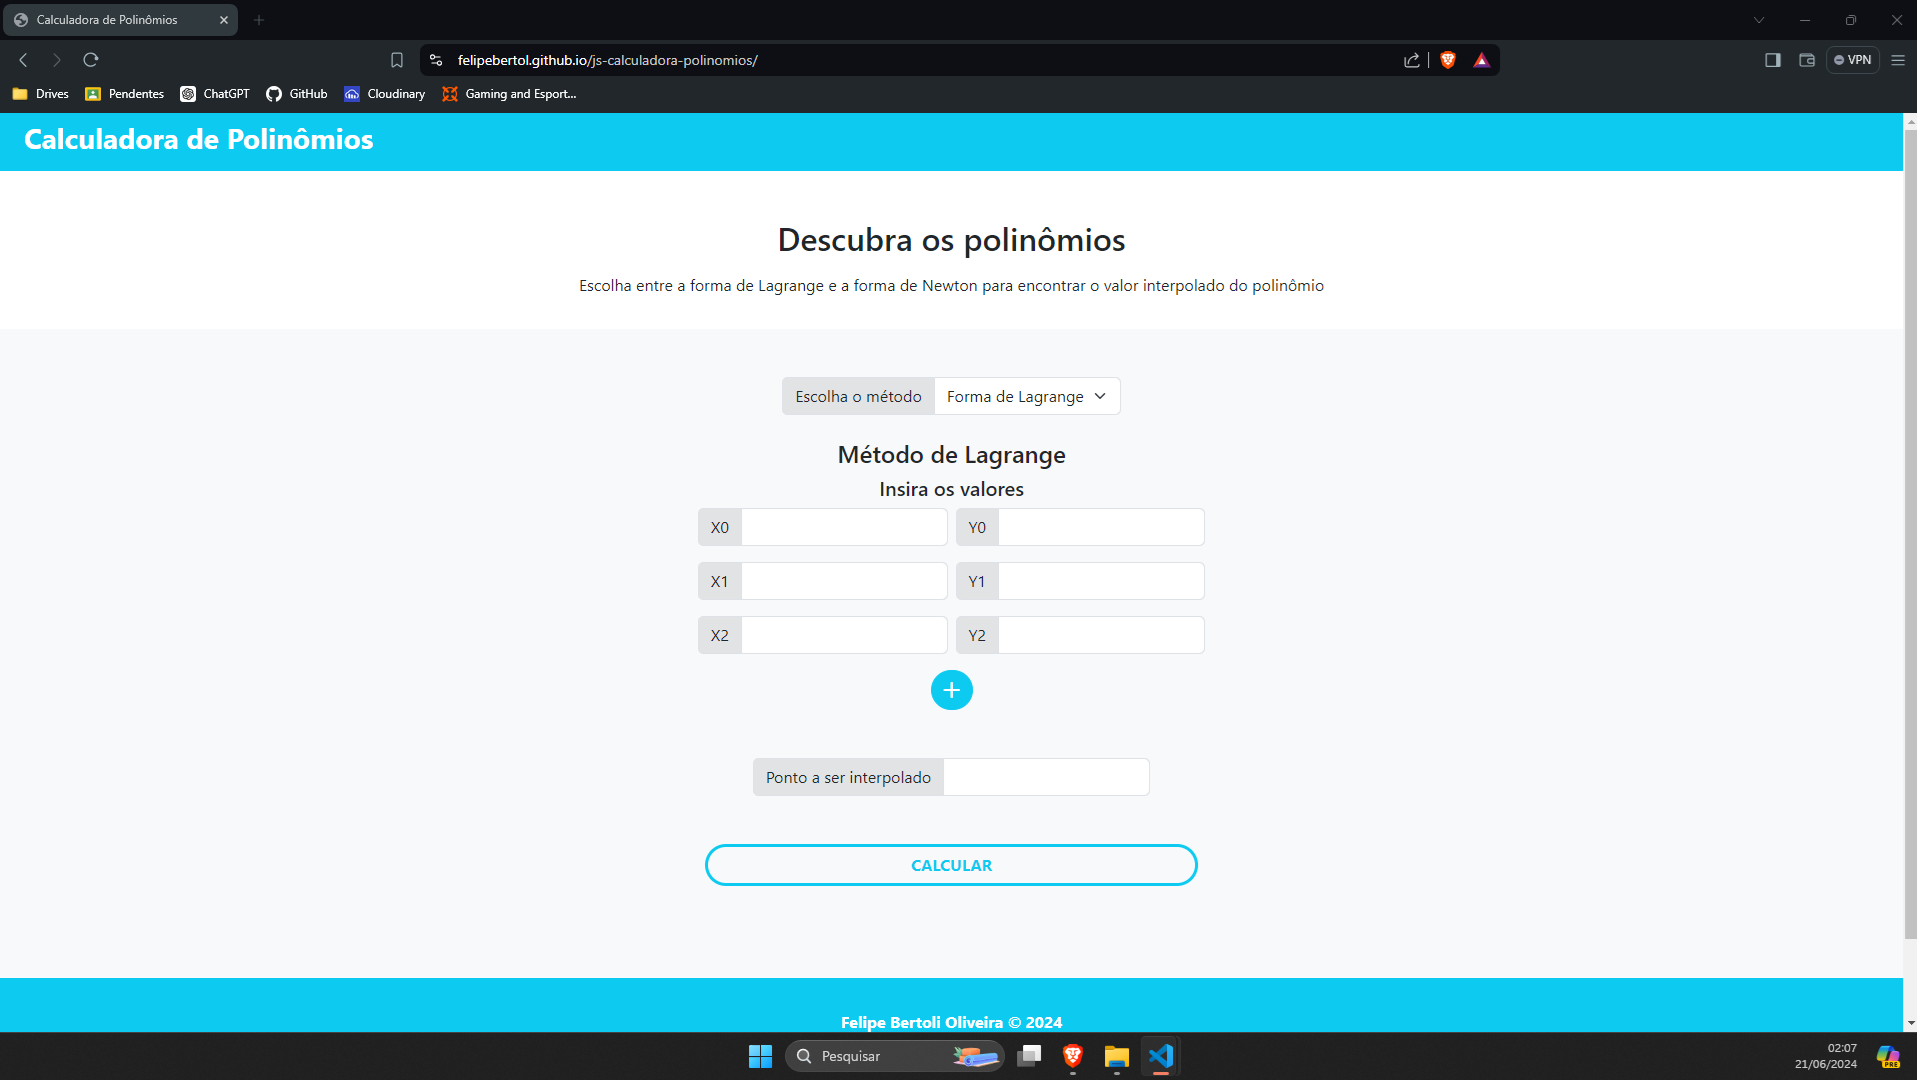 Calculadora de Polinômios
felipebertol.github.io/js-calculadora-polinomios/
VPN
Drives Pendentes ChatGPT GitHub Cloudinary Gaming and Esport...
Calculadora de Polinômios
Descubra os polinômios
Escolha entre a forma de Lagrange e a forma de Newton para encontrar o valor interpolado do polinômio
Escolha o método Forma de Lagrange
Método de Lagrange
Insira os valores
X0 Y0
X1 Y1
X2 Y2
Ponto a ser interpolado
CALCULAR
Felipe Bertoli Oliveira © 2024
Pesquisar
02:07
21/06/2024
PRE